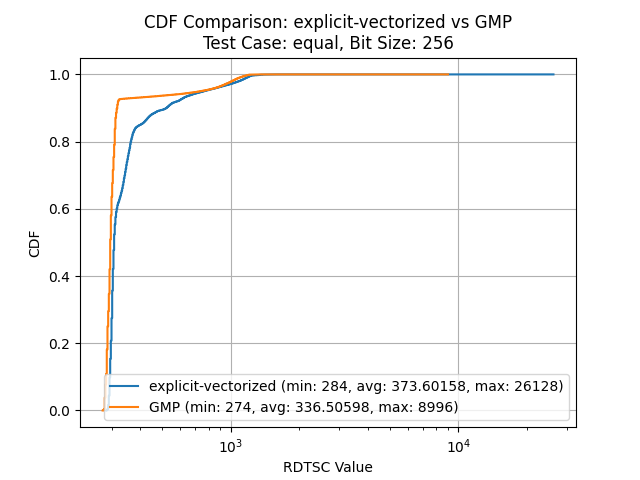 CDF Comparison: explicit-vectorized vs GMP
Test Case: equal, Bit Size: 256
CDF
1.0
0.8
0.6
0.4
0.2
0.0
explicit-vectorized (min: 284, avg: 373.60158, max: 26128)
GMP (min: 274, avg: 336.50598, max: 8996)
10³
10⁴
RDTSC Value